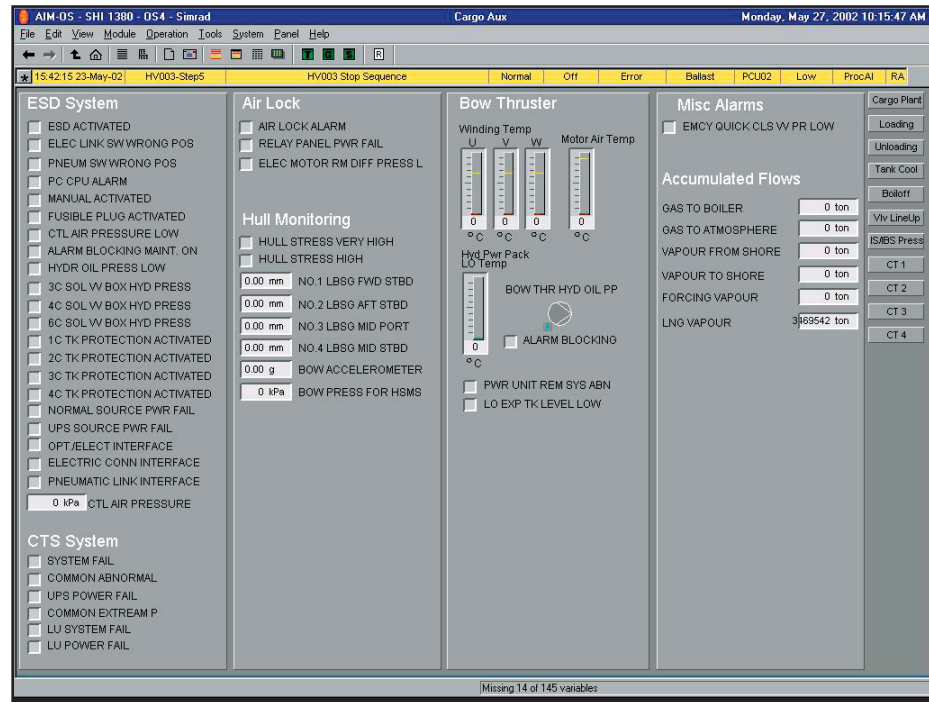 AIM-OS - SHI 1380 - OS4 - Simrad Cargo Aux Monday, May 27, 2002 10:15:47 AM
File Edit View Module Operation Tools System Panel Help
T G S R
15:42:15 23-May-02 HV003-Step5 HV003 Stop Sequence Normal Off Error Ballast PCU02 Low ProcAl RA
ESD System
ESD ACTIVATED
ELEC LINK SW WRONG POS
PNEUM SW WRONG POS
PC CPU ALARM
MANUAL ACTIVATED
FUSIBLE PLUG ACTIVATED
CTL AIR PRESSURE LOW
ALARM BLOCKING MAINT. ON
HYDR OIL PRESS LOW
3C SOL VV BOX HYD PRESS
4C SOL VV BOX HYD PRESS
6C SOL VV BOX HYD PRESS
1C TK PROTECTION ACTIVATED
2C TK PROTECTION ACTIVATED
3C TK PROTECTION ACTIVATED
4C TK PROTECTION ACTIVATED
NORMAL SOURCE PWR FAIL
UPS SOURCE PWR FAIL
OPT./ELECT INTERFACE
ELECTRIC CONN INTERFACE
PNEUMATIC LINK INTERFACE
0 kPa CTL AIR PRESSURE
CTS System
SYSTEM FAIL
COMMON ABNORMAL
UPS POWER FAIL
COMMON EXTREAM P
LU SYSTEM FAIL
LU POWER FAIL
Air Lock
AIR LOCK ALARM
RELAY PANEL PWR FAIL
ELEC MOTOR RM DIFF PRESS L
Hull Monitoring
HULL STRESS VERY HIGH
HULL STRESS HIGH
0.00 mm NO.1 LBSG FWD STBD
0.00 mm NO.2 LBSG AFT STBD
0.00 mm NO.3 LBSG MID PORT
0.00 mm NO.4 LBSG MID STBD
0.00 g BOW ACCELEROMETER
0 kPa BOW PRESS FOR HSMS
Bow Thruster
Winding Temp
U V W Motor Air Temp
0 0 0 0
°C °C °C °C
Hyd Pwr Pack
LO Temp
BOW THR HYD OIL PP
ALARM BLOCKING
0
°C
PWR UNIT REM SYS ABN
LO EXP TK LEVEL LOW
Misc Alarms
EMCY QUICK CLS VV PR LOW
Accumulated Flows
GAS TO BOILER 0 ton
GAS TO ATMOSPHERE 0 ton
VAPOUR FROM SHORE 0 ton
VAPOUR TO SHORE 0 ton
FORCING VAPOUR 0 ton
LNG VAPOUR 3469542 ton
Cargo Plant
Loading
Unloading
Tank Cool
Boiloff
Vlv LineUp
IS/IBS Press
CT 1
CT 2
CT 3
CT 4
Missing 14 of 145 variables